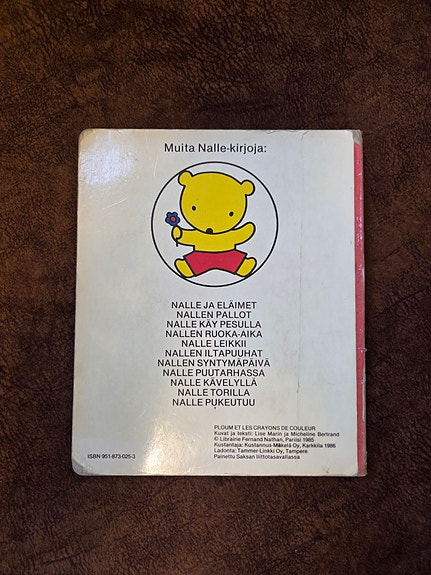 Muita Nalle-kirjoja:
NALLE JA ELÄIMET
NALLEN PALLOT
NALLE KÄY PESULLA
NALLEN RUOKA-AIKA
NALLE LEIKKII
NALLEN ILTAPUUHAT
NALLEN SYNTYMÄPÄIVÄ
NALLE PUUTARHASSA
NALLE KÄVELYLLÄ
NALLE TORILLA
NALLE PUKEUTUU
PLOUM ET LES CRAYONS DE COULEUR
Kuvat ja teksti: Lise Marin ja Micheline Bertrand
© Librairie Fernand Nathan, Pariisi 1985
Kustantaja: Kustannus-Mäkelä Oy, Karkkila 1986
Ladonta: Tammer-Linkki Oy, Tampere
Painettu Saksan liittotasavallassa
ISBN 951-873-025-3